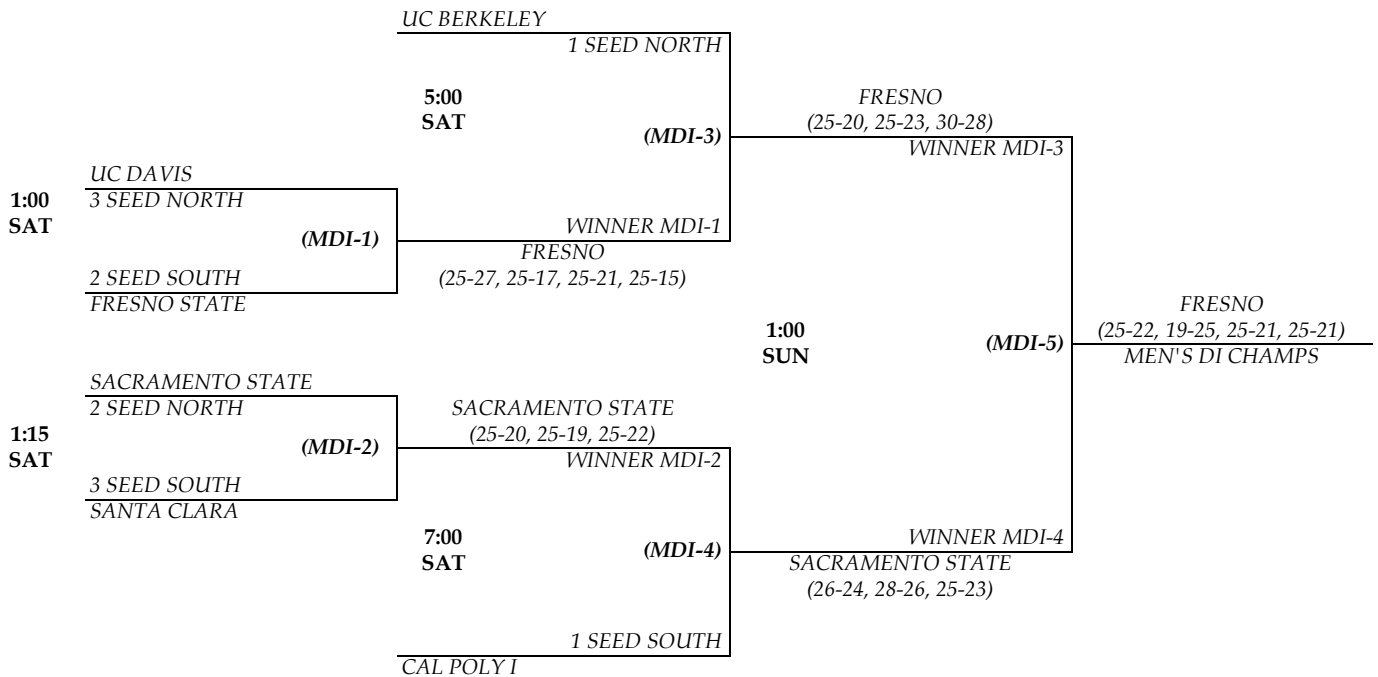 UC BERKELEY
1 SEED NORTH
5:00
SAT
(MDI-3)
FRESNO
(25-20, 25-23, 30-28)
WINNER MDI-3
UC DAVIS
3 SEED NORTH
1:00
SAT
(MDI-1)
WINNER MDI-1
FRESNO
(25-27, 25-17, 25-21, 25-15)
2 SEED SOUTH
FRESNO STATE
1:00
SUN
(MDI-5)
FRESNO
(25-22, 19-25, 25-21, 25-21)
MEN'S DI CHAMPS
SACRAMENTO STATE
2 SEED NORTH
1:15
SAT
(MDI-2)
SACRAMENTO STATE
(25-20, 25-19, 25-22)
WINNER MDI-2
3 SEED SOUTH
SANTA CLARA
7:00
SAT
(MDI-4)
WINNER MDI-4
SACRAMENTO STATE
(26-24, 28-26, 25-23)
1 SEED SOUTH
CAL POLY I